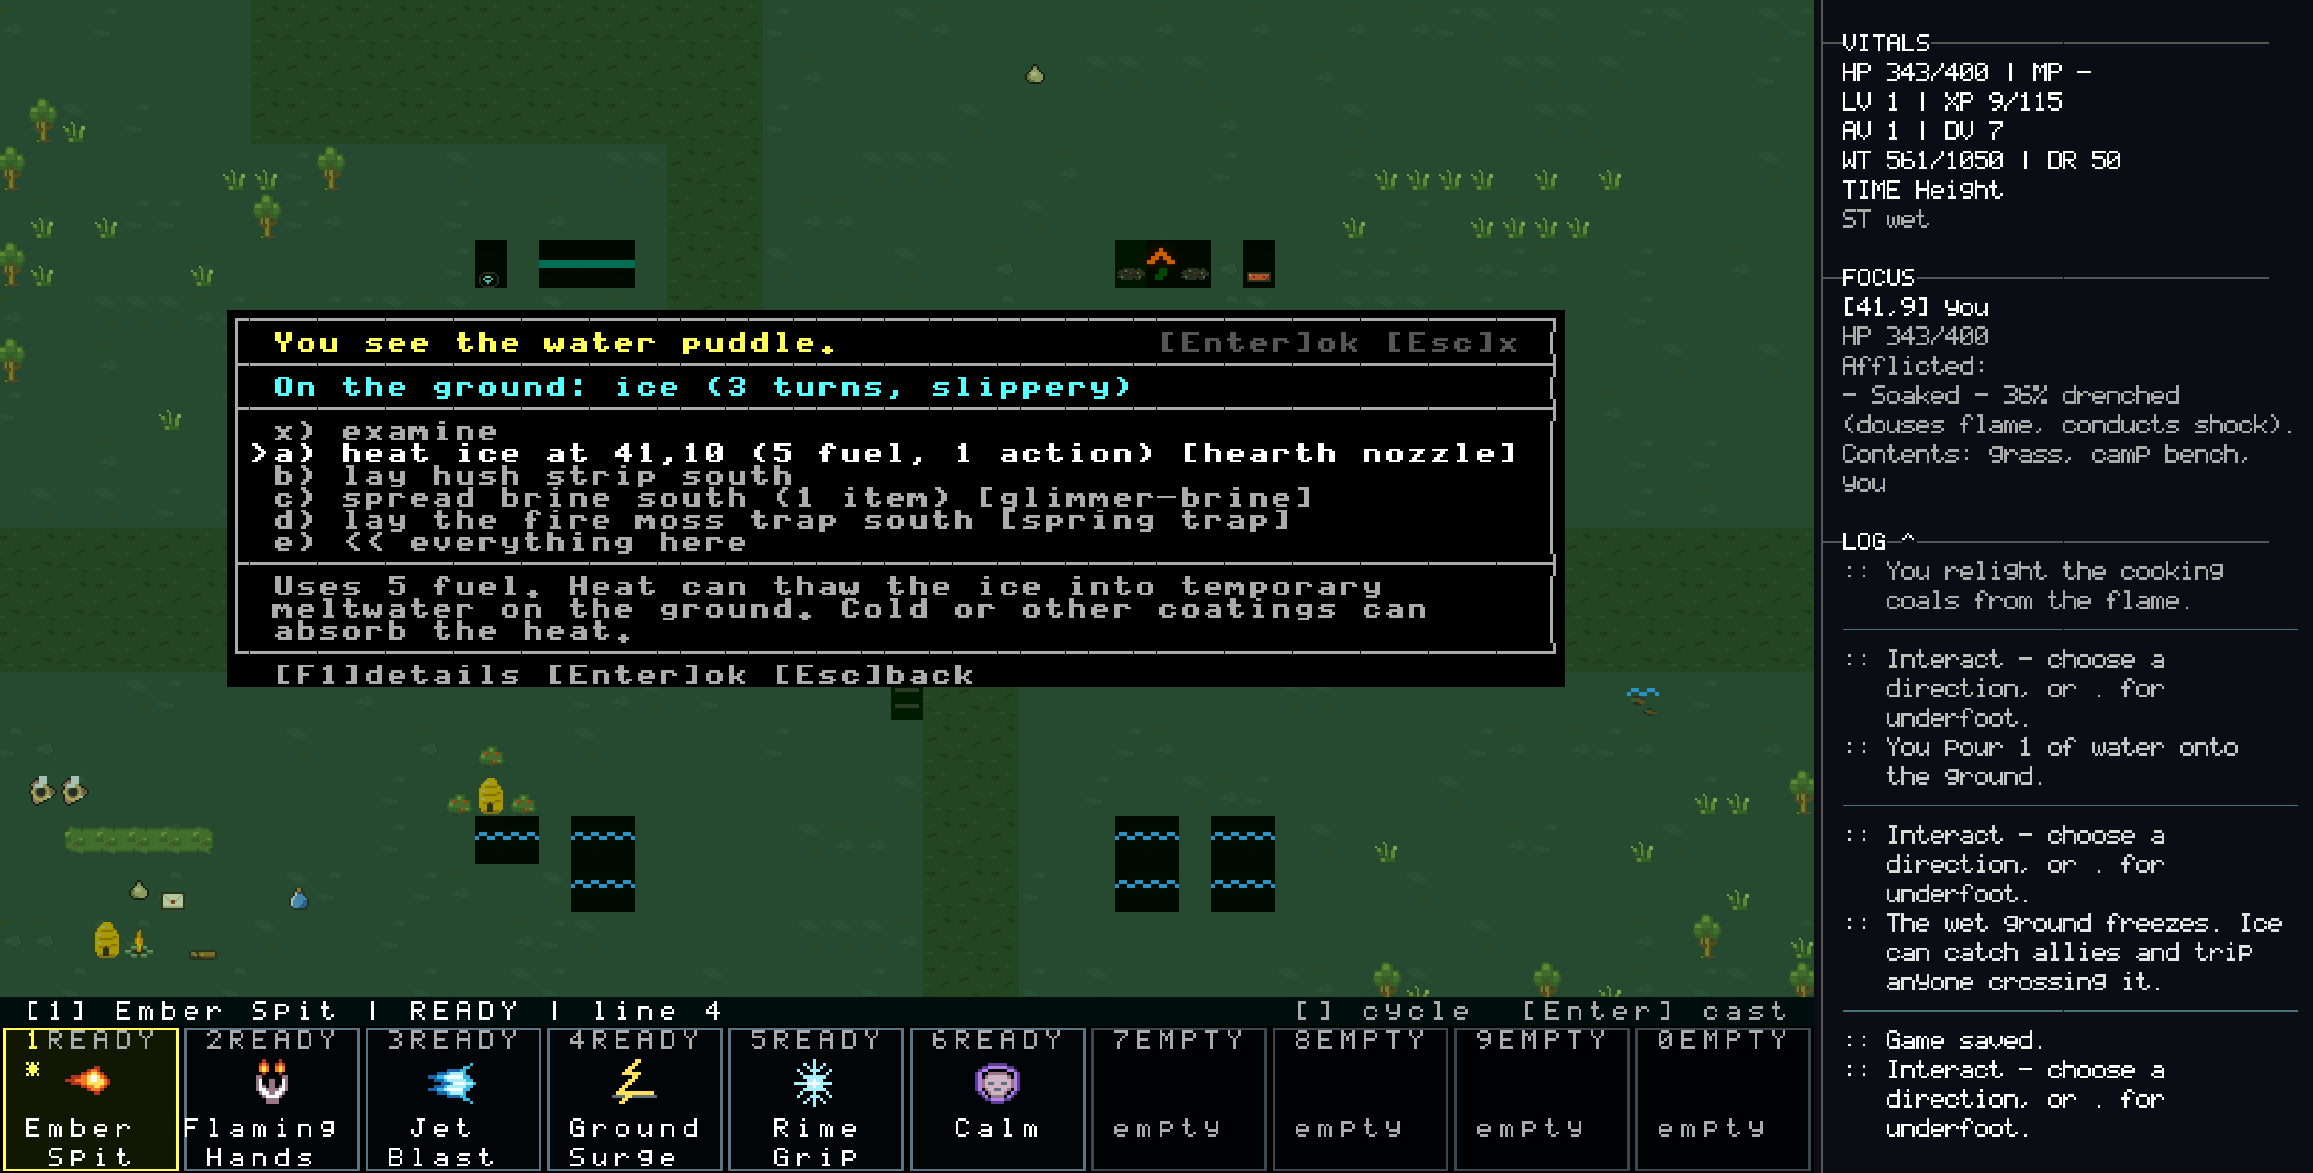 You see the water puddle. [Enter]ok [Esc]x
On the ground: ice (3 turns, slippery)
x) examine
>a) heat ice at 41,10 (5 fuel, 1 action) [hearth nozzle]
b) lay hush strip south
c) spread brine south (1 item) [glimmer-brine]
d) lay the fire moss trap south [spring trap]
e) << everything here
Uses 5 fuel. Heat can thaw the ice into temporary
meltwater on the ground. Cold or other coatings can
absorb the heat.
[F1]details [Enter]ok [Esc]back
[1] Ember Spit | READY | line 4 [] cycle [Enter] cast
1READY 2READY 3READY 4READY 5READY 6READY 7EMPTY 8EMPTY 9EMPTY 0EMPTY
Ember Flaming Jet Ground Rime Calm empty empty empty empty
Spit Hands Blast Surge Grip
VITALS
HP 343/400 | MP -
LV 1 | XP 9/115
AV 1 | DV 7
WT 561/1050 | DR 50
TIME Height
ST wet
FOCUS
[41,9] You
HP 343/400
Afflicted:
- Soaked - 36% drenched
(douses flame, conducts shock).
Contents: grass, camp bench,
you
LOG ^
:: You relight the cooking
coals from the flame.
:: Interact - choose a
direction, or . for
underfoot.
:: You pour 1 of water onto
the ground.
:: Interact - choose a
direction, or . for
underfoot.
:: The wet ground freezes. Ice
can catch allies and trip
anyone crossing it.
:: Game saved.
:: Interact - choose a
direction, or . for
underfoot.